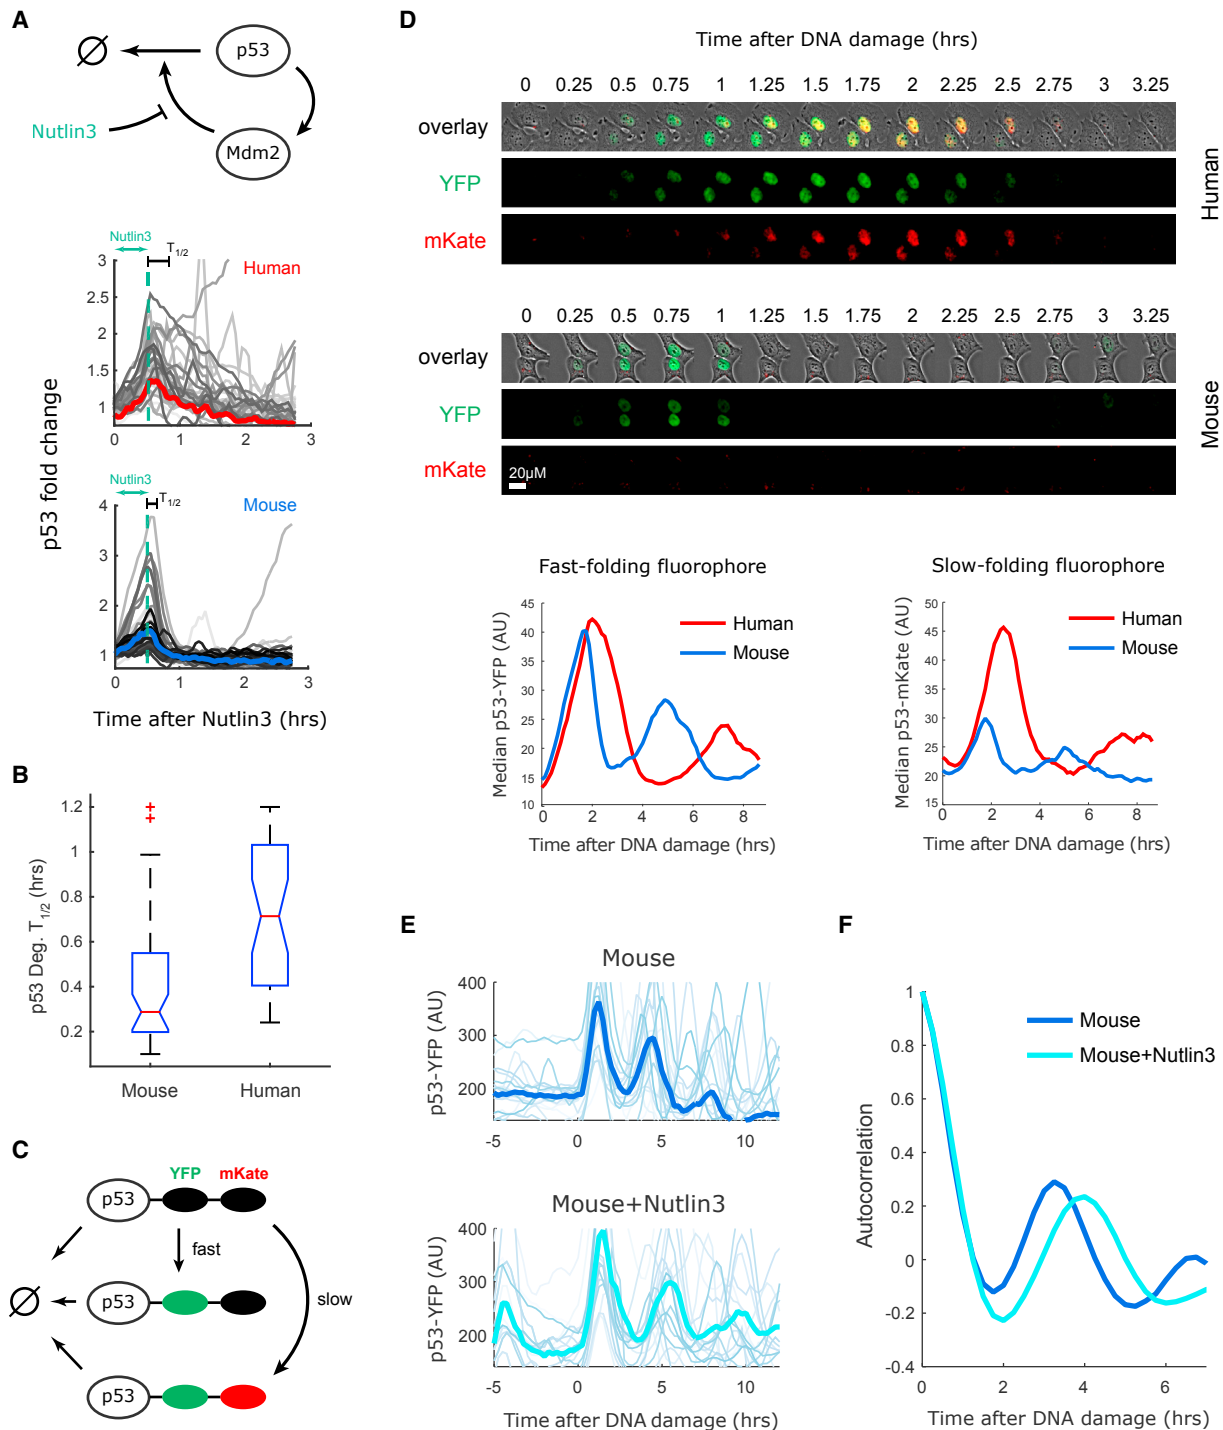 A
p53
Nutlin3
Mdm2
Nutlin3
T1/2
Human
3
2.5
2
1.5
1
0 1 2 3
Nutlin3
T1/2
Mouse
4
3
2
1
0 1 2 3
p53 fold change
Time after Nutlin3 (hrs)
B
1.2
1
0.8
0.6
0.4
0.2
p53 Deg. T1/2 (hrs)
Mouse Human
C
YFP mKate
p53
fast
p53
slow
p53
D
Time after DNA damage (hrs)
0 0.25 0.5 0.75 1 1.25 1.5 1.75 2 2.25 2.5 2.75 3 3.25
overlay
YFP
mKate
Human
0 0.25 0.5 0.75 1 1.25 1.5 1.75 2 2.25 2.5 2.75 3 3.25
overlay
YFP
mKate
20μM
Mouse
Fast-folding fluorophore
45
40
35
30
25
20
15
10
Median p53-YFP (AU)
Human
Mouse
0 2 4 6 8
Time after DNA damage (hrs)
Slow-folding fluorophore
50
45
40
35
30
25
20
15
Median p53-mKate (AU)
Human
Mouse
0 2 4 6 8
Time after DNA damage (hrs)
E
Mouse
400
300
200
p53-YFP (AU)
-5 0 5 10
Mouse+Nutlin3
400
300
200
p53-YFP (AU)
-5 0 5 10
Time after DNA damage (hrs)
F
1
0.8
0.6
0.4
0.2
0
-0.2
-0.4
Autocorrelation
Mouse
Mouse+Nutlin3
0 2 4 6
Time after DNA damage (hrs)